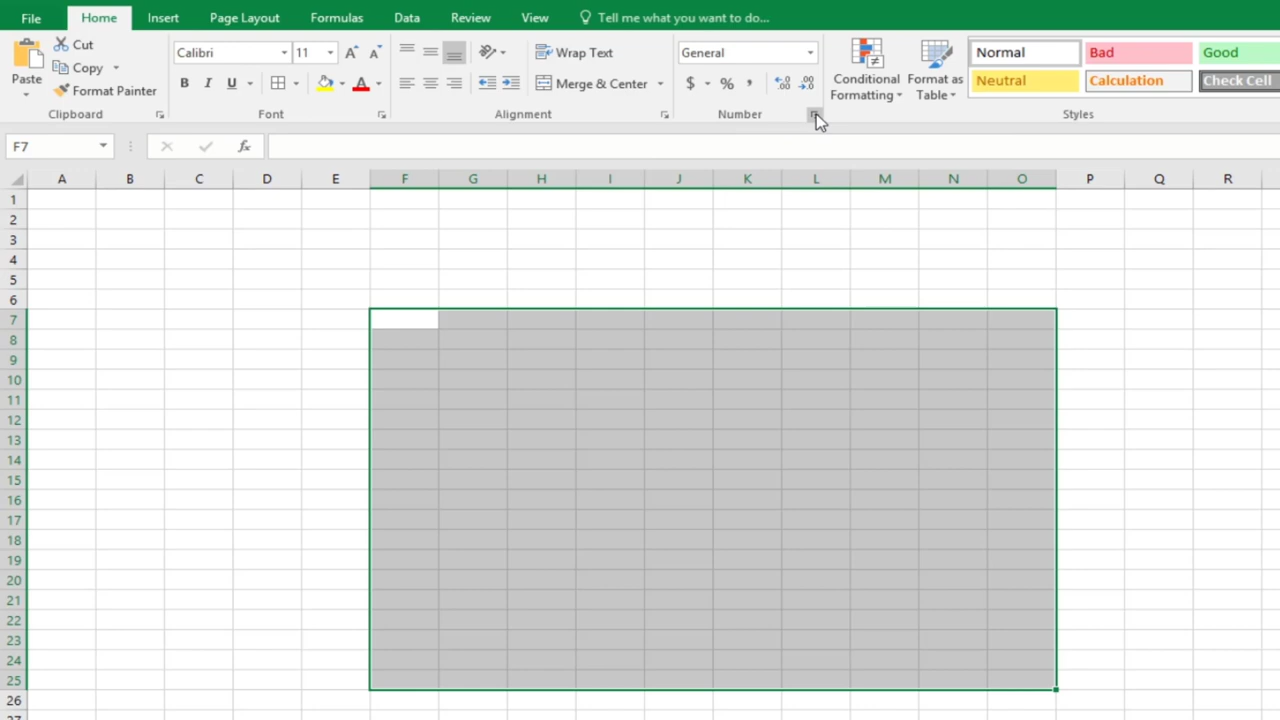 File Home Insert Page Layout Formulas Data Review View Tell me what you want to do...
Paste Cut Copy Format Painter
Clipboard
Calibri 11
B I U
Font
Wrap Text
Merge & Center
Alignment
General
$ % ,
Number
Conditional Formatting
Format as Table
Normal Bad Good
Neutral Calculation Check Cell
Styles
F7 fx
A B C D E F G H I J K L M N O P Q R
1
2
3
4
5
6
7
8
9
10
11
12
13
14
15
16
17
18
19
20
21
22
23
24
25
26
27